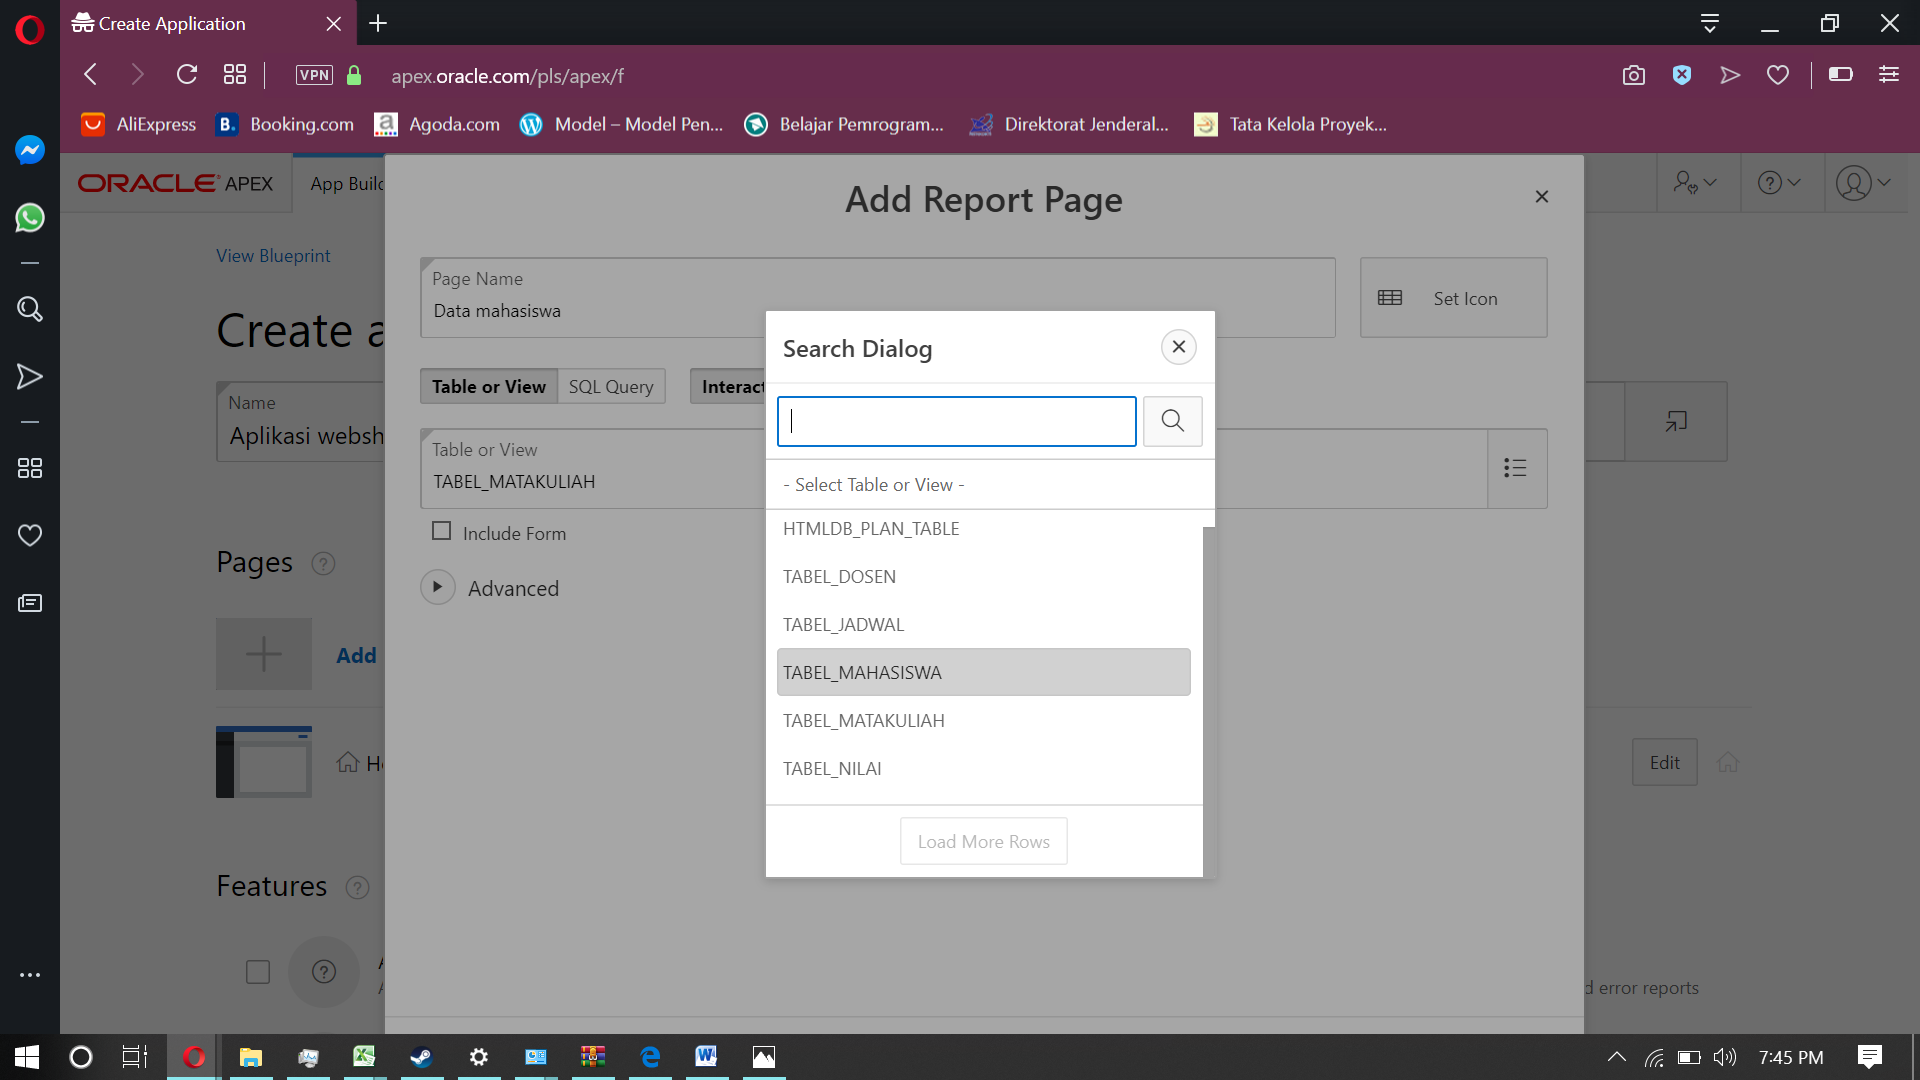 Create Application
VPN
apex.oracle.com/pls/apex/f
AliExpress
B. Booking.com
a Agoda.com
Model – Model Pen...
Belajar Pemrogram...
Direktorat Jenderal...
Tata Kelola Proyek...
ORACLE APEX
App Build
Add Report Page
View Blueprint
Page Name
Data mahasiswa
Set Icon
Create a
Search Dialog
Table or View
SQL Query
Interact
Name
Aplikasi websh
Table or View
TABEL_MATAKULIAH
- Select Table or View -
Include Form
HTMLDB_PLAN_TABLE
Pages
Advanced
TABEL_DOSEN
TABEL_JADWAL
Add
TABEL_MAHASISWA
TABEL_MATAKULIAH
TABEL_NILAI
Edit
Load More Rows
Features
d error reports
7:45 PM